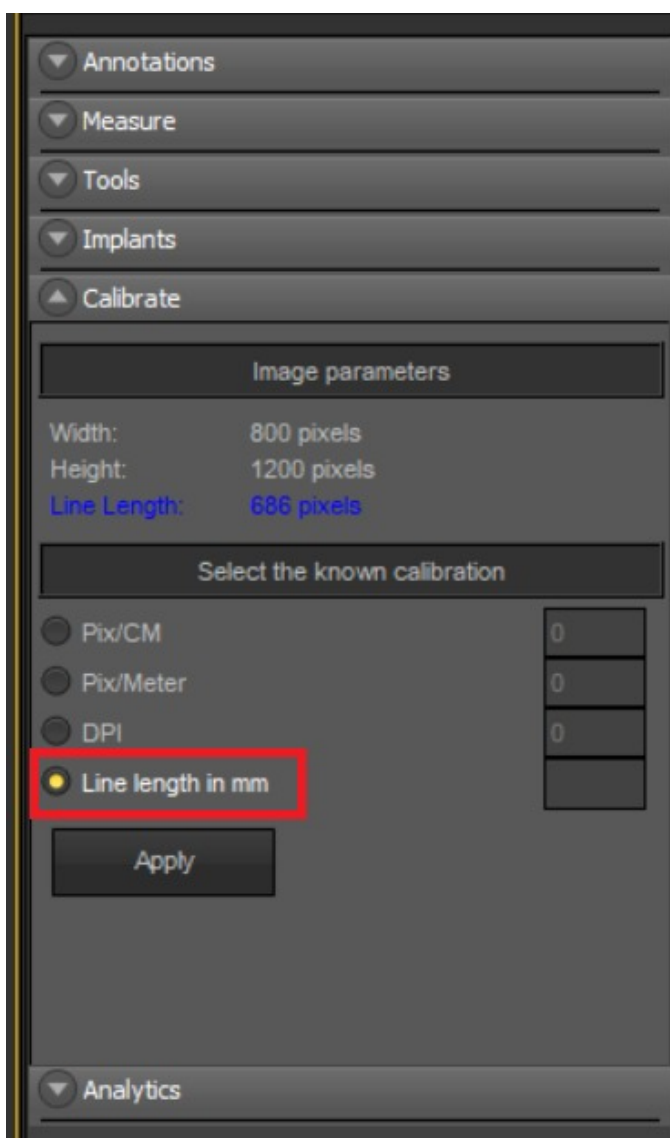 Annotations
Measure
Tools
Implants
Calibrate
Image parameters
Width: 800 pixels
Height: 1200 pixels
Line Length: 686 pixels
Select the known calibration
Pix/CM 0
Pix/Meter 0
DPI 0
Line length in mm
Apply
Analytics